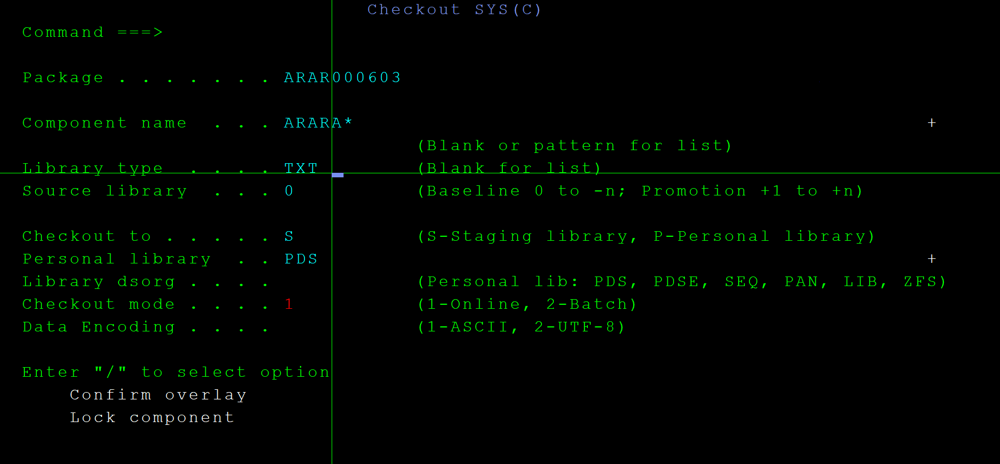 Checkout SYS(C)
Command ===>
Package . . . . . . . ARAR000603
Component name  . . . ARARA* +
(Blank or pattern for list)
Library type  . . . . TXT (Blank for list)
Source library  . . . 0 (Baseline 0 to -n; Promotion +1 to +n)
Checkout to . . . . . S (S-Staging library, P-Personal library)
Personal library  . . PDS +
Library dsorg . . . . (Personal lib: PDS, PDSE, SEQ, PAN, LIB, ZFS)
Checkout mode . . . . 1 (1-Online, 2-Batch)
Data Encoding . . . . (1-ASCII, 2-UTF-8)
Enter "/" to select option
Confirm overlay
Lock component